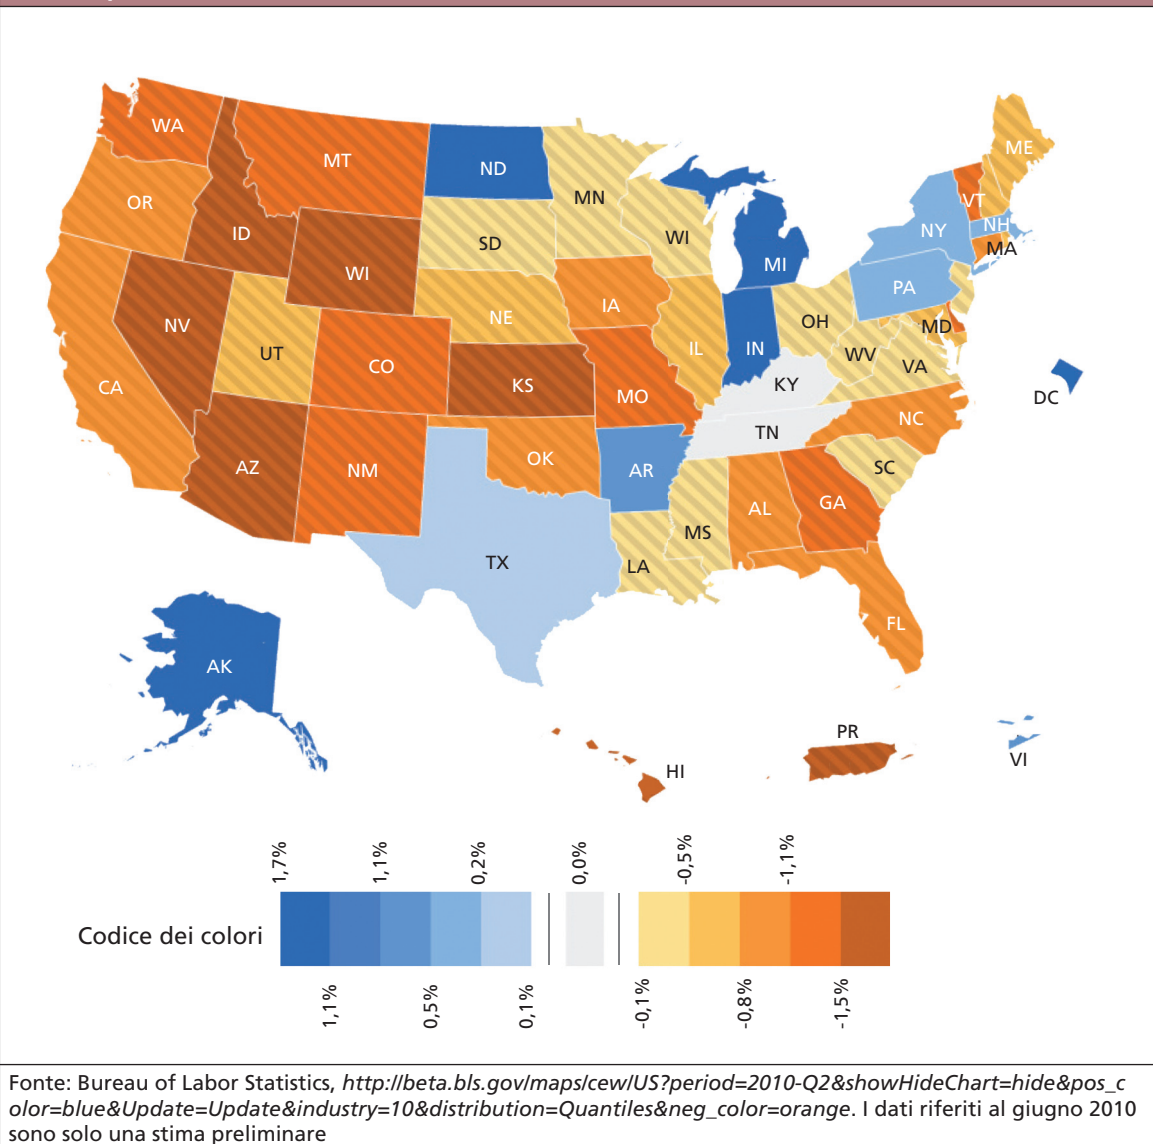 WA
MT
ND
MN
ME
OR
ID
SD
WI
VT
NH
NY
MA
WI
MI
PA
NV
UT
NE
IA
IL
IN
OH
MD
WV
VA
CA
CO
KS
MO
KY
DC
AZ
NM
OK
AR
TN
NC
SC
TX
LA
MS
AL
GA
FL
AK
HI
PR
VI
1,7%
1,1%
0,2%
0,0%
-0,5%
-1,1%
Codice dei colori
1,1%
0,5%
0,1%
-0,1%
-0,8%
-1,5%
Fonte: Bureau of Labor Statistics, http://beta.bls.gov/maps/cew/US?period=2010-Q2&showHideChart=hide&pos_c
olor=blue&Update=Update&industry=10&distribution=Quantiles&neg_color=orange. I dati riferiti al giugno 2010
sono solo una stima preliminare